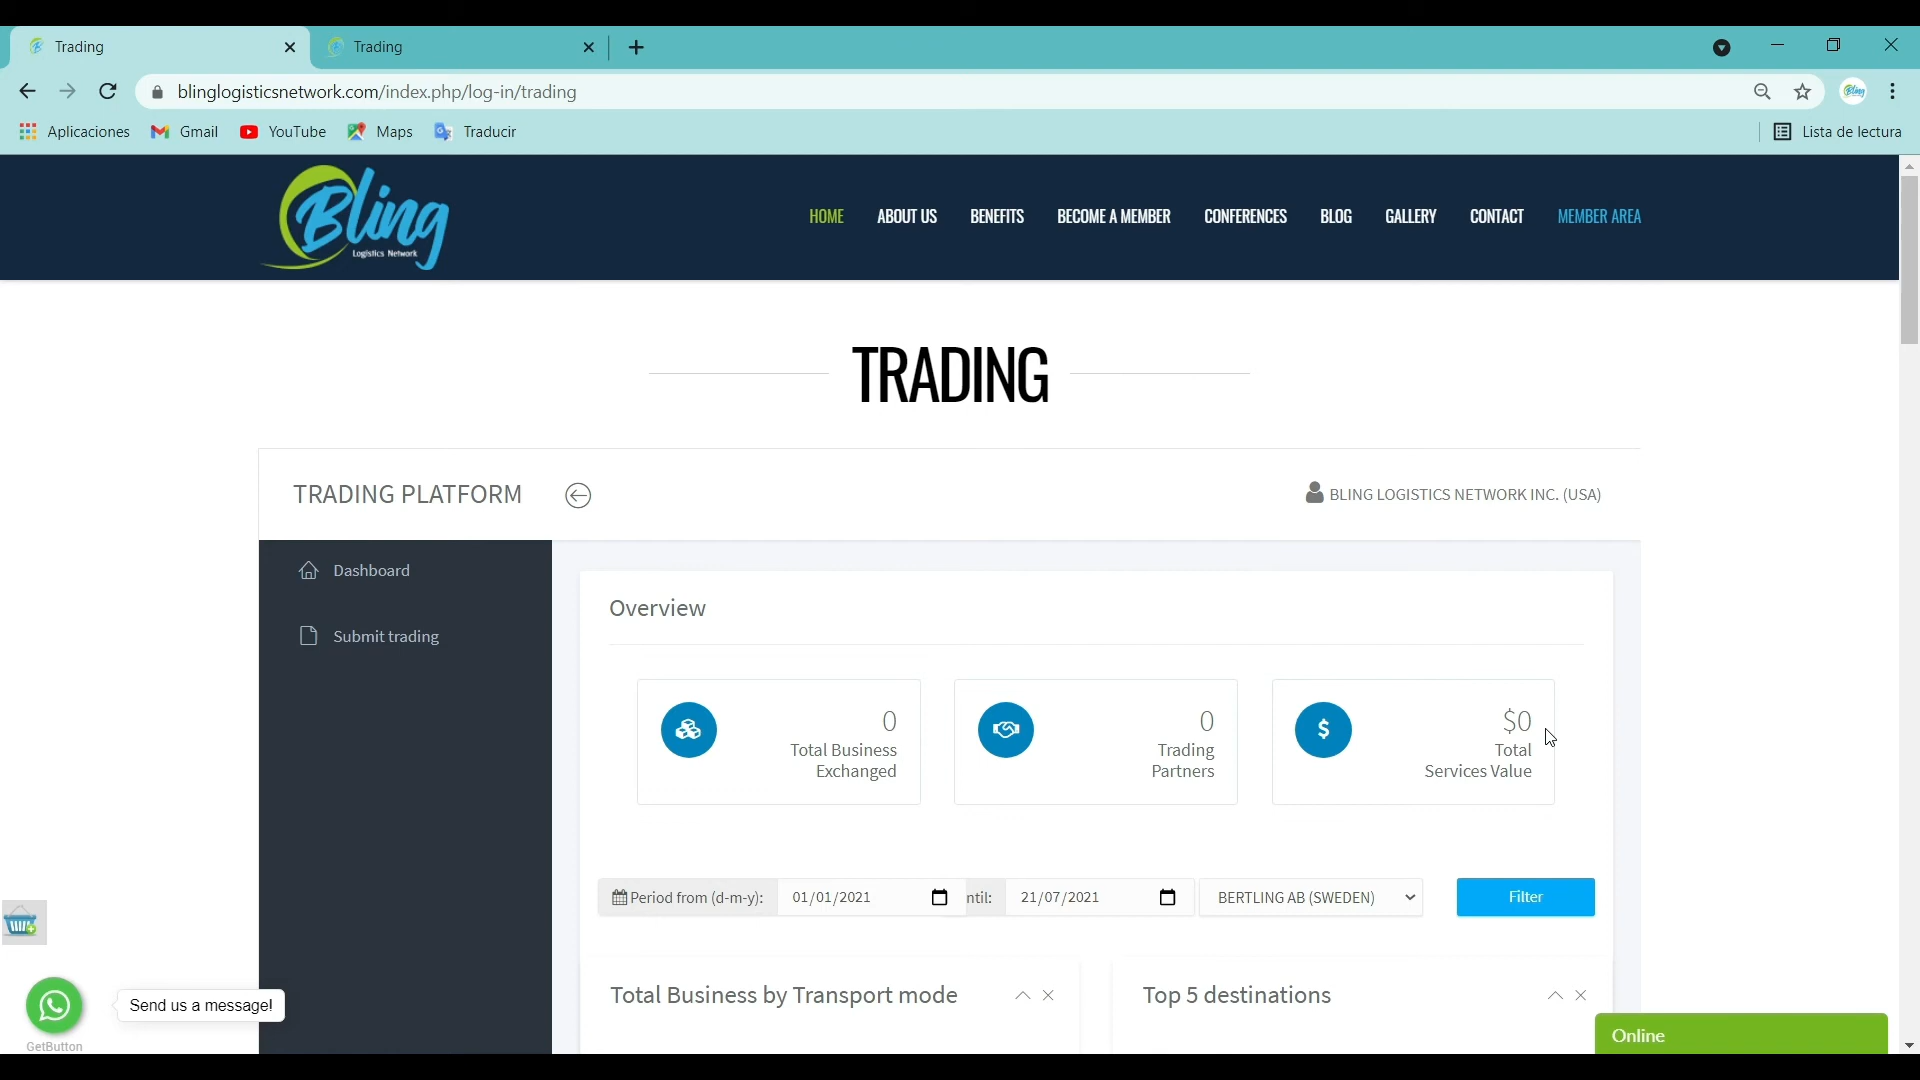 Trading
Trading
blinglogisticsnetwork.com/index.php/log-in/trading
Aplicaciones
Gmail
YouTube
Maps
Traducir
Lista de lectura
Bling
Logistics Network
HOME
ABOUT US
BENEFITS
BECOME A MEMBER
CONFERENCES
BLOG
GALLERY
CONTACT
MEMBER AREA
TRADING
TRADING PLATFORM
BLING LOGISTICS NETWORK INC. (USA)
Dashboard
Submit trading
Overview
0
Total Business
Exchanged
0
Trading
Partners
$
$0
Total
Services Value
Period from (d-m-y):
01/01/2021
ntil:
21/07/2021
BERTLING AB (SWEDEN)
Filter
Total Business by Transport mode
Top 5 destinations
Send us a message!
GetButton
Online